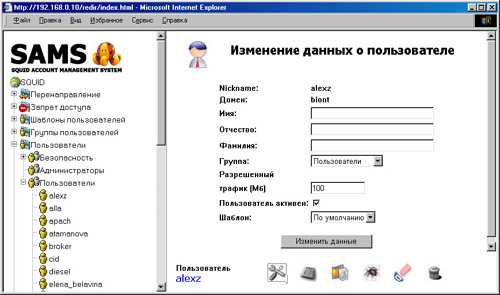 http://192.168.0.10/redir/index.html - Microsoft Internet Explorer
Файл Правка Вид Избранное Сервис Справка
SAMS
SQUID ACCOUNT MANAGEMENT SYSTEM
SQUID
Перенаправление
Запрет доступа
Шаблоны пользователей
Группы пользователей
Пользователи
Безопасность
Администраторы
Пользователи
alexz
alla
apach
atamanova
broker
cid
diesel
elena_belavina
Изменение данных о пользователе
Nickname: alexz
Домен: biont
Имя:
Отчество:
Фамилия:
Группа: Пользователи
Разрешенный
трафик (Мб) 100
Пользователь активен:
Шаблон: По умолчанию
Изменить данные
Пользователь
alexz